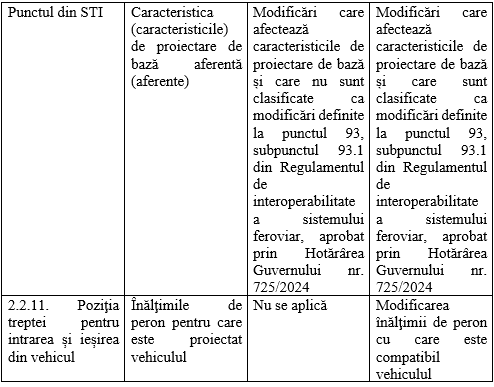 Punctul din STI
Caracteristica
(caracteristicile)
de proiectare de
bază aferentă
(aferente)
Modificări care
afectează
caracteristicile de
proiectare de bază
și care nu sunt
clasificate ca
modificări definite
la punctul 93,
subpunctul 93.1
din Regulamentul
de
interoperabilitate
a sistemului
feroviar, aprobat
prin Hotărârea
Guvernului nr.
725/2024
Modificări care
afectează
caracteristicile de
proiectare de bază
și care sunt
clasificate ca
modificări definite
la punctul 93,
subpunctul 93.1
din Regulamentul
de
interoperabilitate
a sistemului
feroviar, aprobat
prin Hotărârea
Guvernului nr.
725/2024
2.2.11. Poziţia
treptei pentru
intrarea și ieșirea
din vehicul
Înălţimile de
peron pentru care
este proiectat
vehiculul
Nu se aplică
Modificarea
înălţimii de peron
cu care este
compatibil
vehiculul